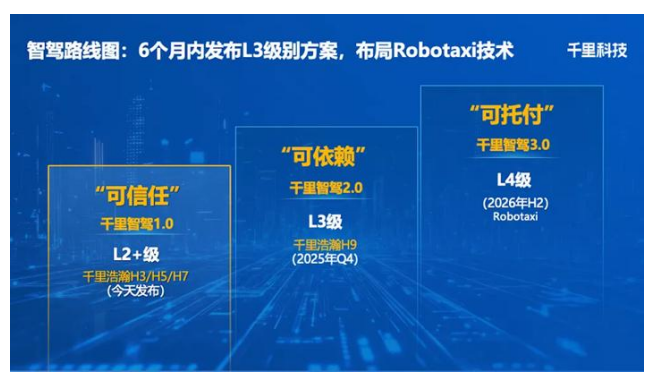 智驾路线图：6个月内发布L3级别方案，布局Robotaxi技术
千里科技
“可信任”
千里智驾1.0
L2+级
千里浩瀚H3/H5/H7
(今天发布)
“可依赖”
千里智驾2.0
L3级
千里浩瀚H9
(2025年Q4)
“可托付”
千里智驾3.0
L4级
(2026年H2)
Robotaxi